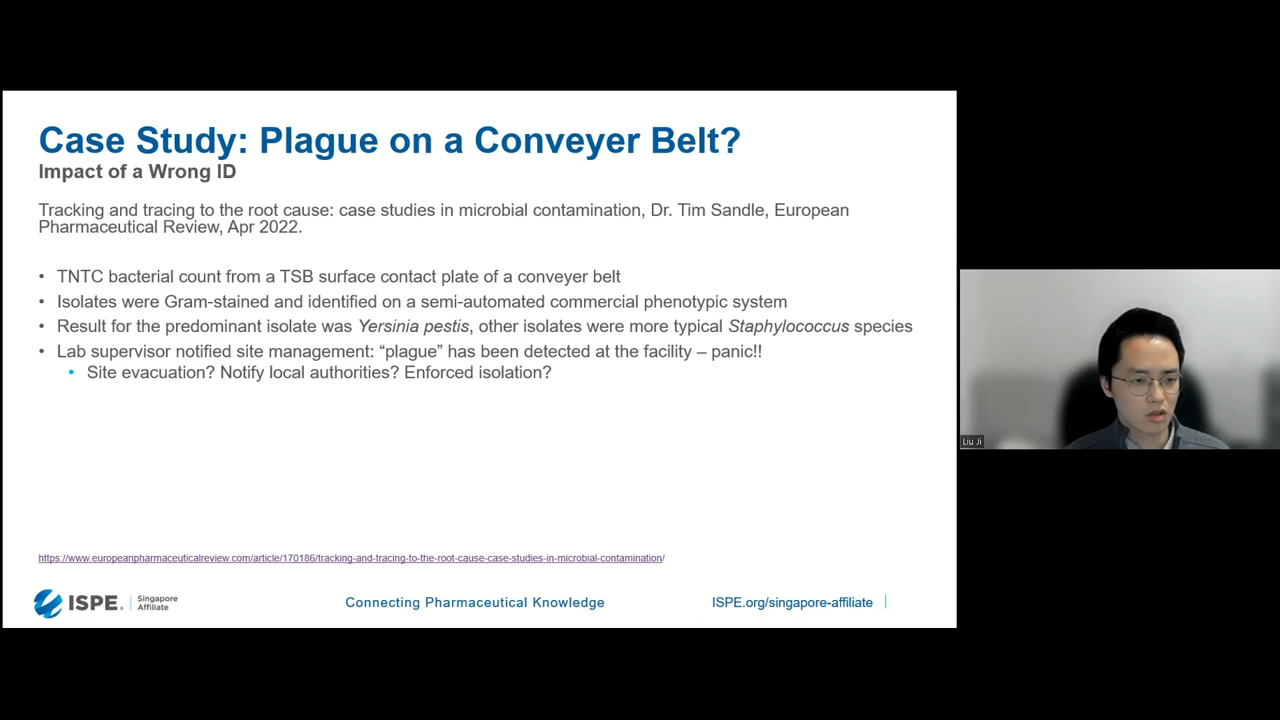 Case Study: Plague on a Conveyer Belt?
Impact of a Wrong ID
Tracking and tracing to the root cause: case studies in microbial contamination, Dr. Tim Sandle, European
Pharmaceutical Review, Apr 2022.
• TNTC bacterial count from a TSB surface contact plate of a conveyer belt
• Isolates were Gram-stained and identified on a semi-automated commercial phenotypic system
• Result for the predominant isolate was Yersinia pestis, other isolates were more typical Staphylococcus species
• Lab supervisor notified site management: “plague” has been detected at the facility – panic!!
• Site evacuation? Notify local authorities? Enforced isolation?
Liu Ji
https://www.europeanpharmaceuticalreview.com/article/170186/tracking-and-tracing-to-the-root-cause-case-studies-in-microbial-contamination/
ISPE.
Singapore
Affiliate
Connecting Pharmaceutical Knowledge
ISPE.org/singapore-affiliate